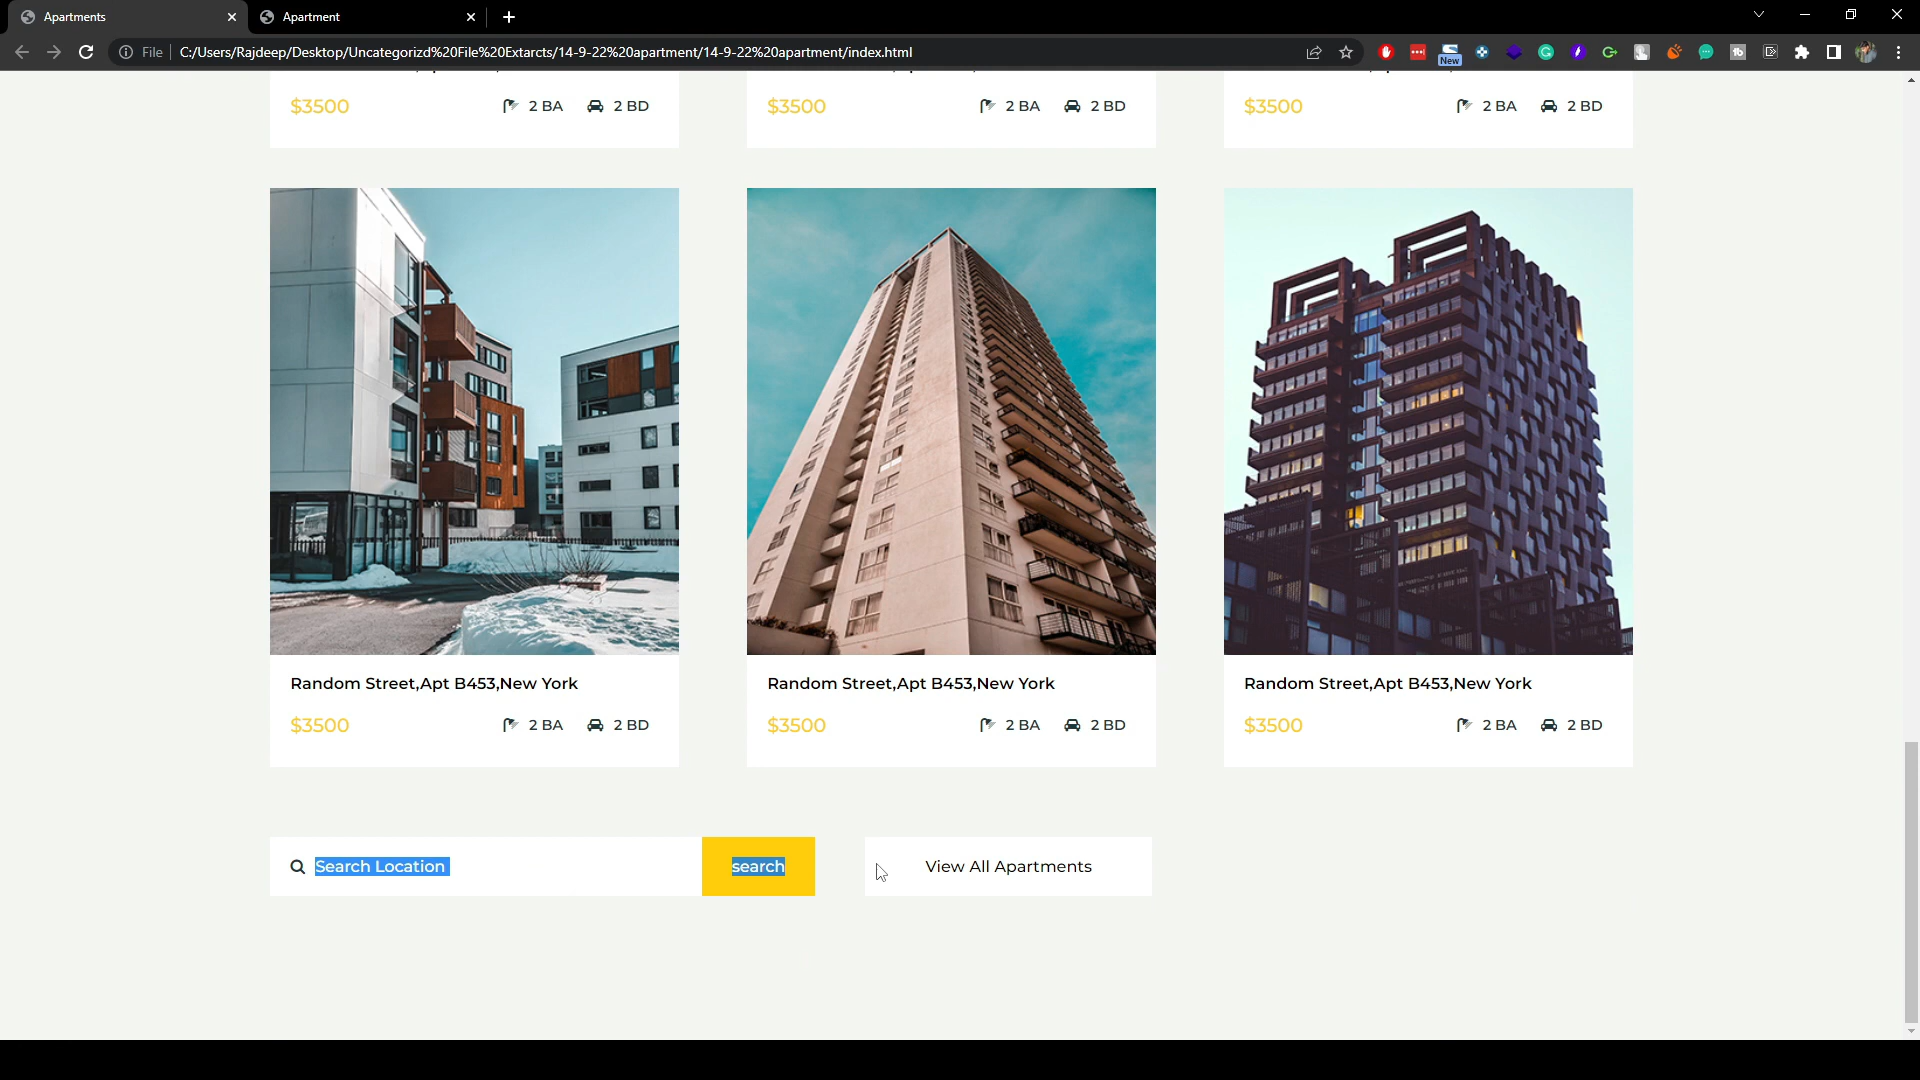 Apartments
Apartment
File
C:/Users/Rajdeep/Desktop/Uncategorizd%20File%20Extarcts/14-9-22%20apartment/14-9-22%20apartment/index.html
New
$3500 2 BA 2 BD
$3500 2 BA 2 BD
$3500 2 BA 2 BD
Random Street,Apt B453,New York
$3500 2 BA 2 BD
Random Street,Apt B453,New York
$3500 2 BA 2 BD
Random Street,Apt B453,New York
$3500 2 BA 2 BD
Search Location
search
View All Apartments